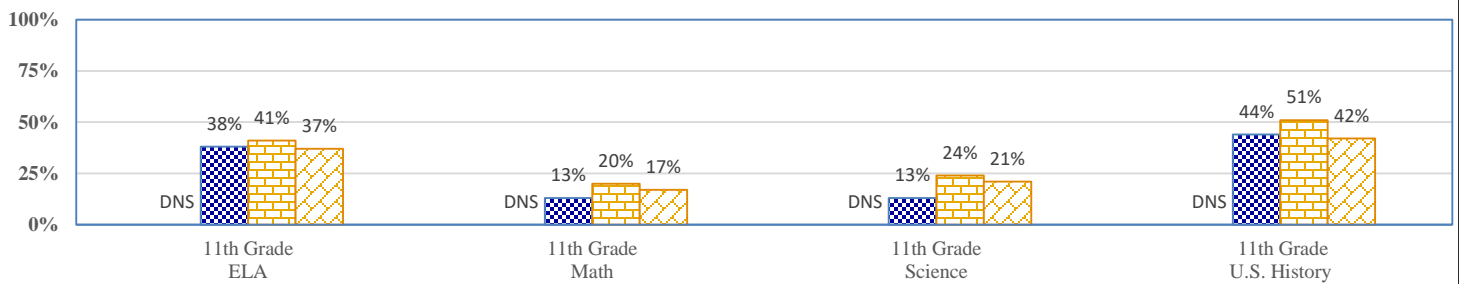 100%
75%
50%
25%
0%
DNS 38% 41% 37%
DNS 13% 20% 17%
DNS 13% 24% 21%
DNS 44% 51% 42%
11th Grade
ELA
11th Grade
Math
11th Grade
Science
11th Grade
U.S. History